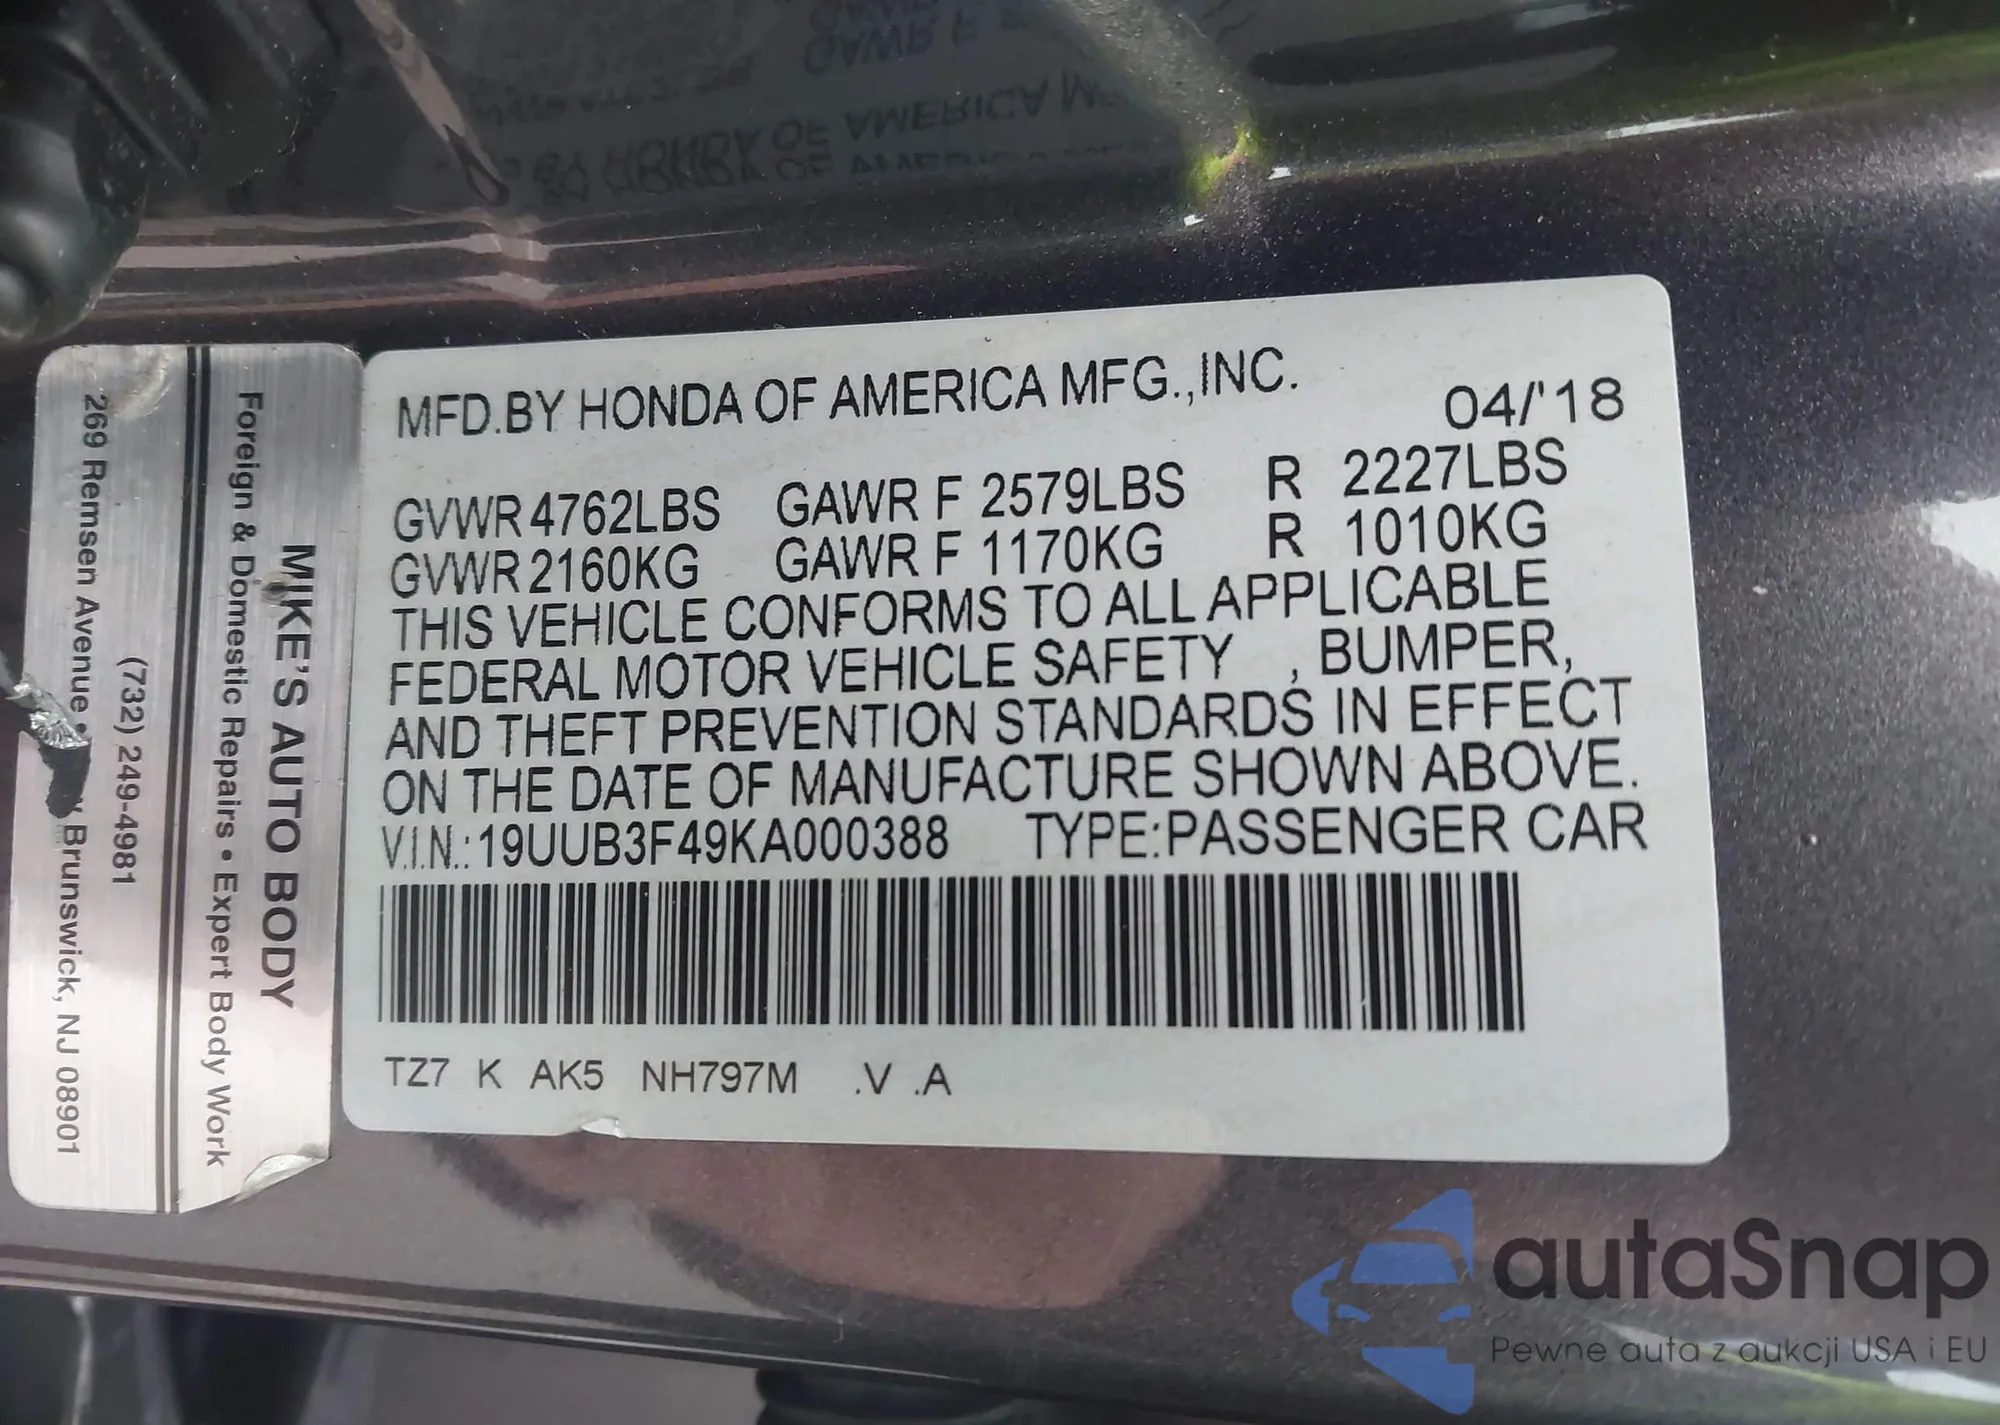 MFD.BY HONDA OF AMERICA MFG.,INC. 04/'18
GVWR 4762LBS GAWR F 2579LBS R 2227LBS
GVWR 2160KG GAWR F 1170KG R 1010KG
THIS VEHICLE CONFORMS TO ALL APPLICABLE
FEDERAL MOTOR VEHICLE SAFETY , BUMPER,
AND THEFT PREVENTION STANDARDS IN EFFECT
ON THE DATE OF MANUFACTURE SHOWN ABOVE.
V.I.N.: 19UUB3F49KA000388 TYPE:PASSENGER CAR
TZ7 K AK5 NH797M .V .A
MIKE'S AUTO BODY
Foreign & Domestic Repairs • Expert Body Work
(732) 249-4981
269 Remsen Avenue • Brunswick, NJ 08901
autaSnap
Pewne auta z aukcji USA i EU